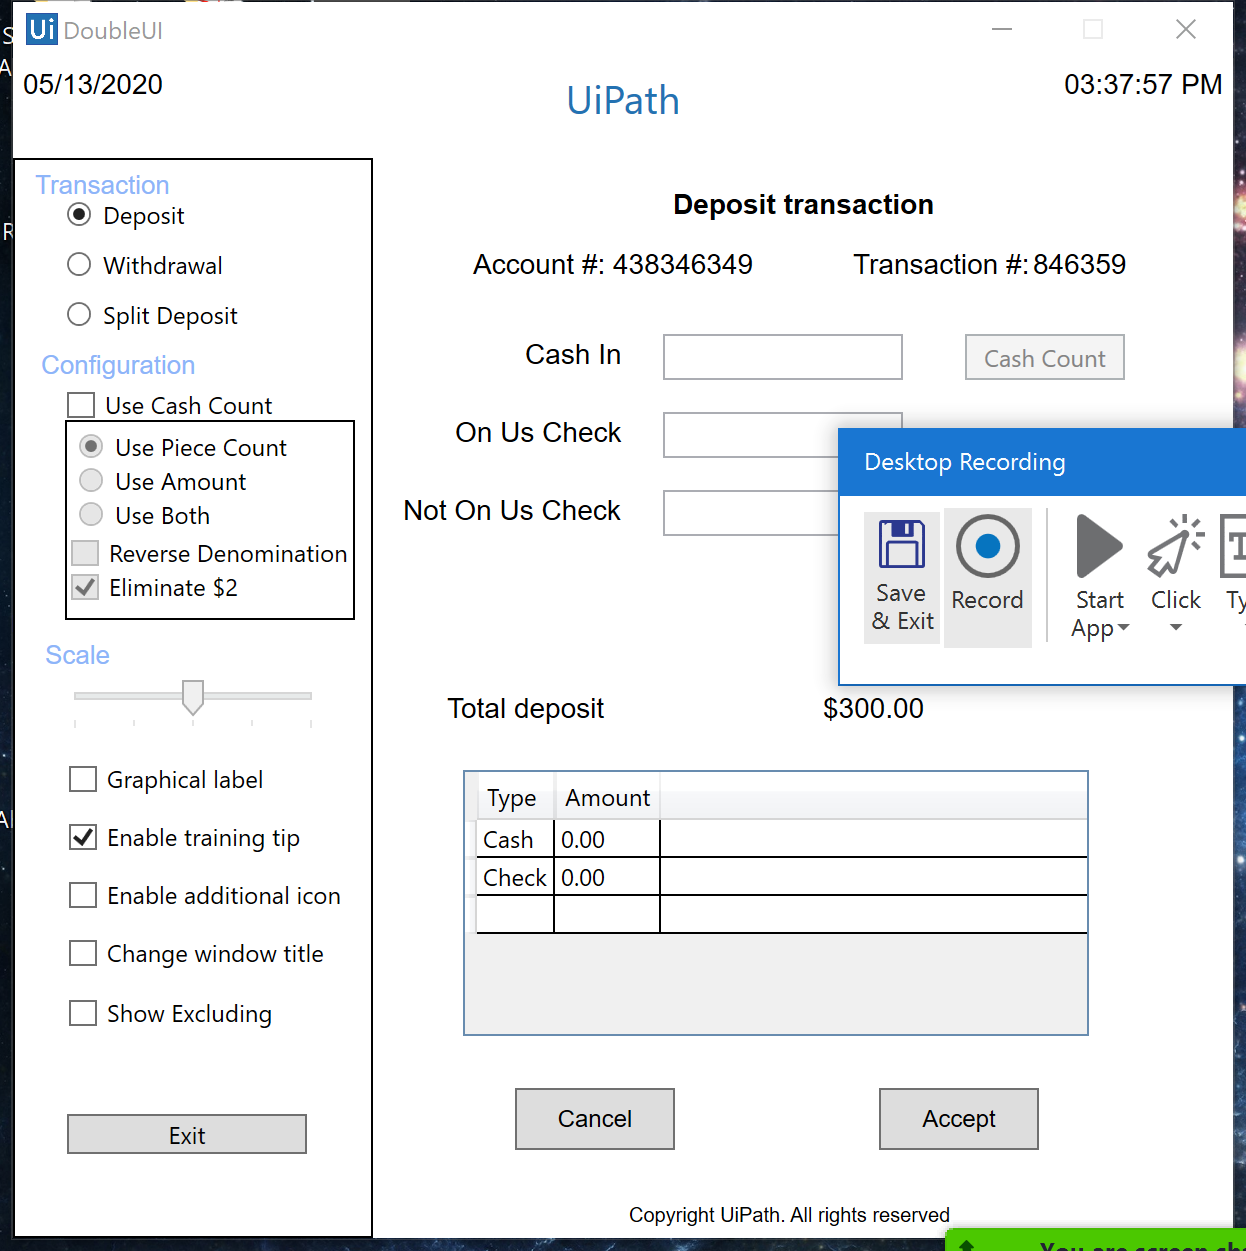 Ui DoubleUI
05/13/2020
03:37:57 PM
UiPath
Transaction
Deposit
Withdrawal
Split Deposit
Configuration
Use Cash Count
Use Piece Count
Use Amount
Use Both
Reverse Denomination
Eliminate $2
Scale
Graphical label
Enable training tip
Enable additional icon
Change window title
Show Excluding
Exit
Deposit transaction
Account #: 438346349
Transaction #: 846359
Cash In
Cash Count
On Us Check
Not On Us Check
Desktop Recording
Save
& Exit
Record
Start
App
Click
Ty
Total deposit
$300.00
Type Amount
Cash 0.00
Check 0.00
Cancel
Accept
Copyright UiPath. All rights reserved
You are screen sh